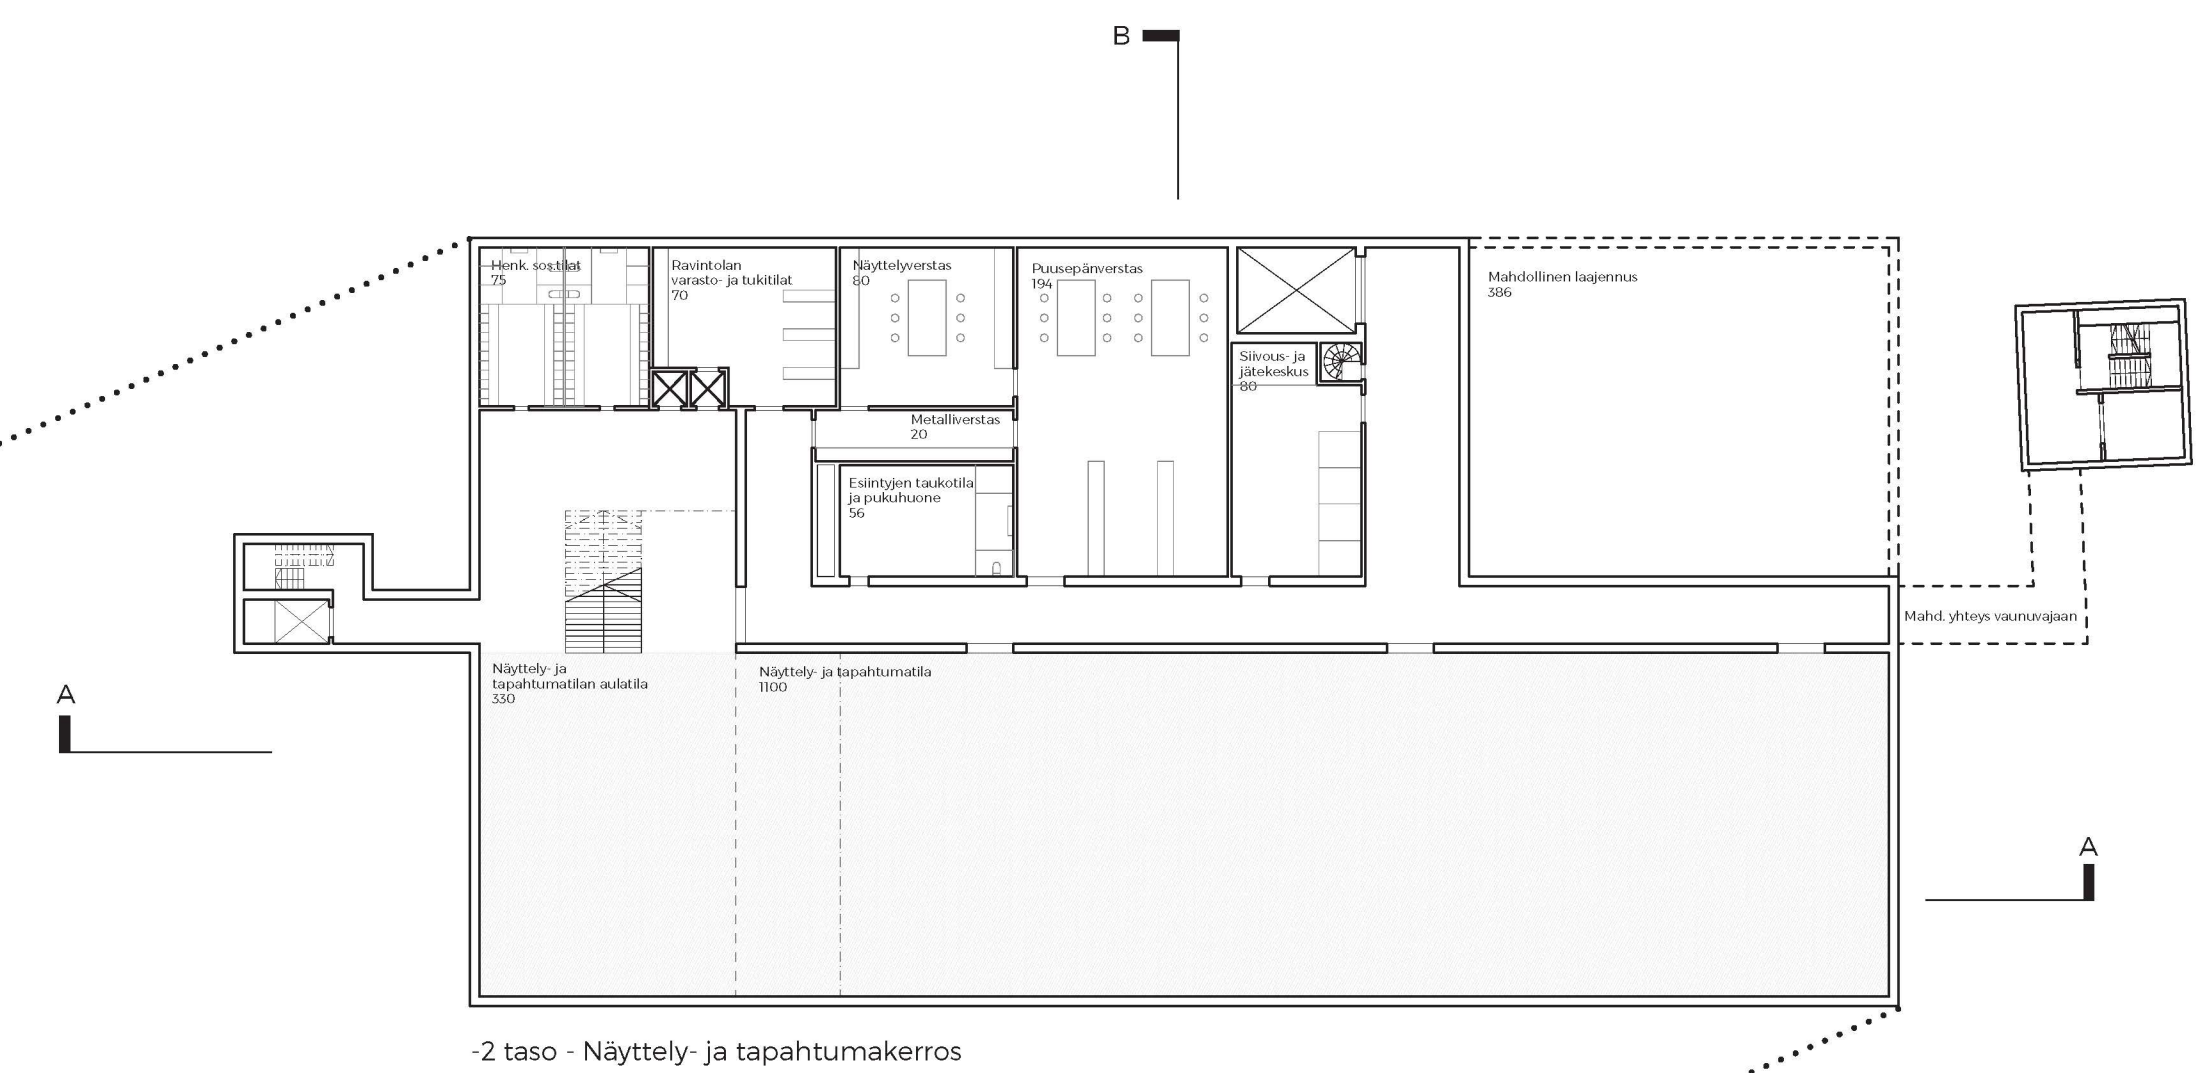 B
Henk. sos.tilat
75
Ravintolan
varasto- ja tukitilat
70
Näyttelyverstas
80
Puusepänverstas
194
Mahdollinen laajennus
386
Siivous- ja
jätekeskus
80
Metalliverstas
20
Esiintyjen taukotila
ja pukuhuone
56
Mahd. yhteys vaunuvajaan
Näyttely- ja
tapahtumatilan aulatila
330
Näyttely- ja tapahtumatila
1100
A
A
-2 taso - Näyttely- ja tapahtumakerros